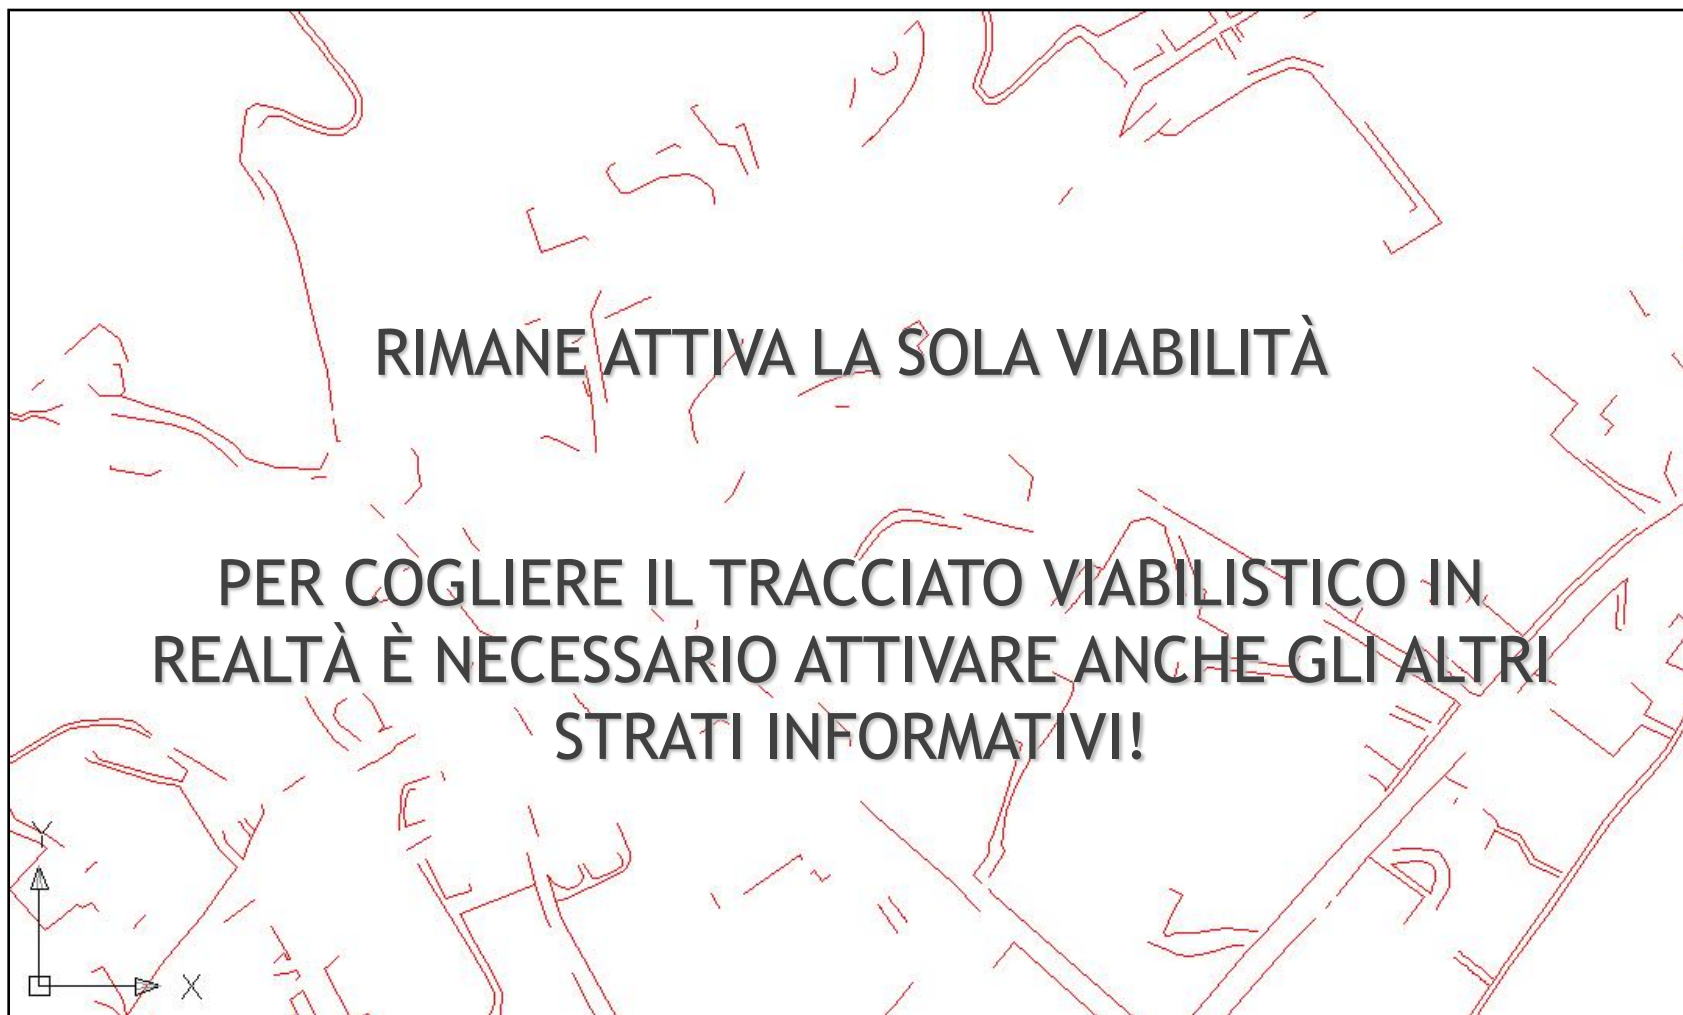 RIMANE ATTIVA LA SOLA VIABILITÀ
PER COGLIERE IL TRACCIATO VIABILISTICO IN
REALTÀ È NECESSARIO ATTIVARE ANCHE GLI ALTRI
STRATI INFORMATIVI!
Y
X